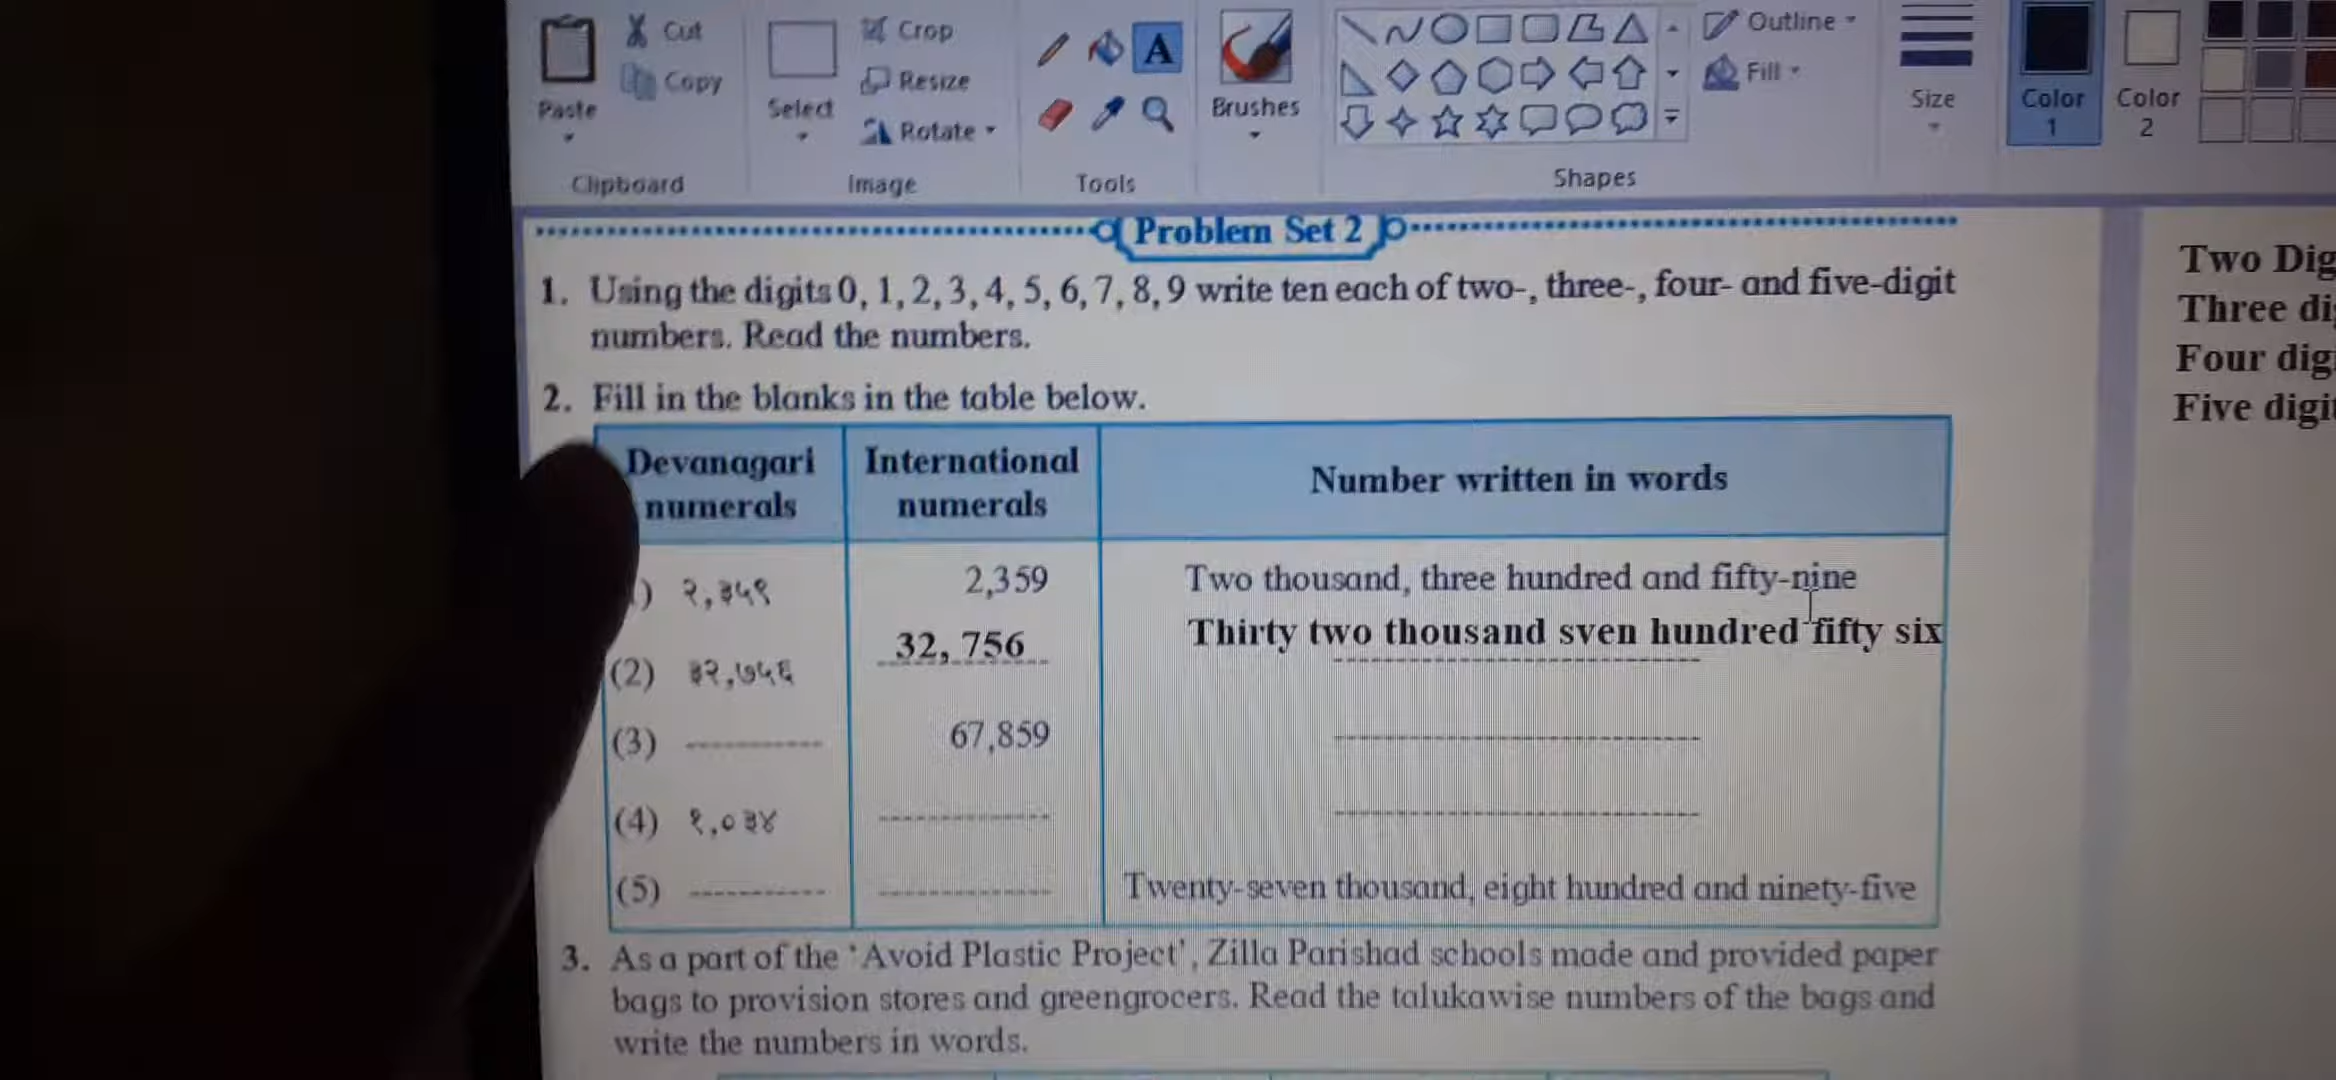 Cut
Copy
Paste
Clipboard
Select
Crop
Resize
Rotate
Image
Tools
Brushes
Shapes
Outline
Fill
Size
Color 1
Color 2
Problem Set 2
1. Using the digits 0, 1, 2, 3, 4, 5, 6, 7, 8, 9 write ten each of two-, three-, four- and five-digit
numbers. Read the numbers.
2. Fill in the blanks in the table below.
Devanagari numerals
International numerals
Number written in words
) २,३५९ 2,359 Two thousand, three hundred and fifty-nine
(2) ३२,७५६ 32, 756 Thirty two thousand sven hundred fifty six
(3) 67,859
(4) १,०३४
(5) Twenty-seven thousand, eight hundred and ninety-five
3. As a part of the 'Avoid Plastic Project', Zilla Parishad schools made and provided paper
bags to provision stores and greengrocers. Read the talukawise numbers of the bags and
write the numbers in words.
Two Dig
Three di
Four dig
Five digi